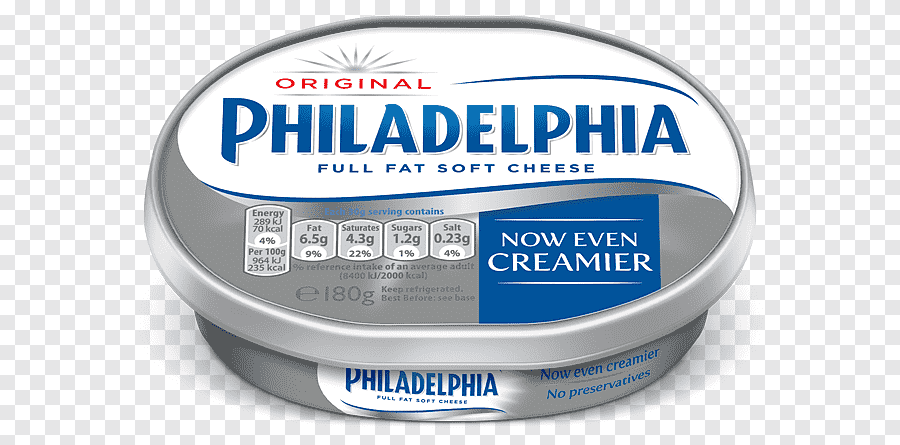 ORIGINAL
PHILADELPHIA
FULL FAT SOFT CHEESE
serving contains
Energy
289 kJ
70 kcal
4%
Per 100g
964 kJ
235 kcal
Fat
6.5g
9%
Saturates
4.3g
22%
Sugars
1.2g
1%
Salt
0.23g
4%
% reference intake of an average adult
(8400 kJ/2000 kcal)
e180g
Keep refrigerated.
Best Before: see base
NOW EVEN
CREAMIER
PHILADELPHIA
FULL FAT SOFT CHEESE
Now even creamier
No preservatives